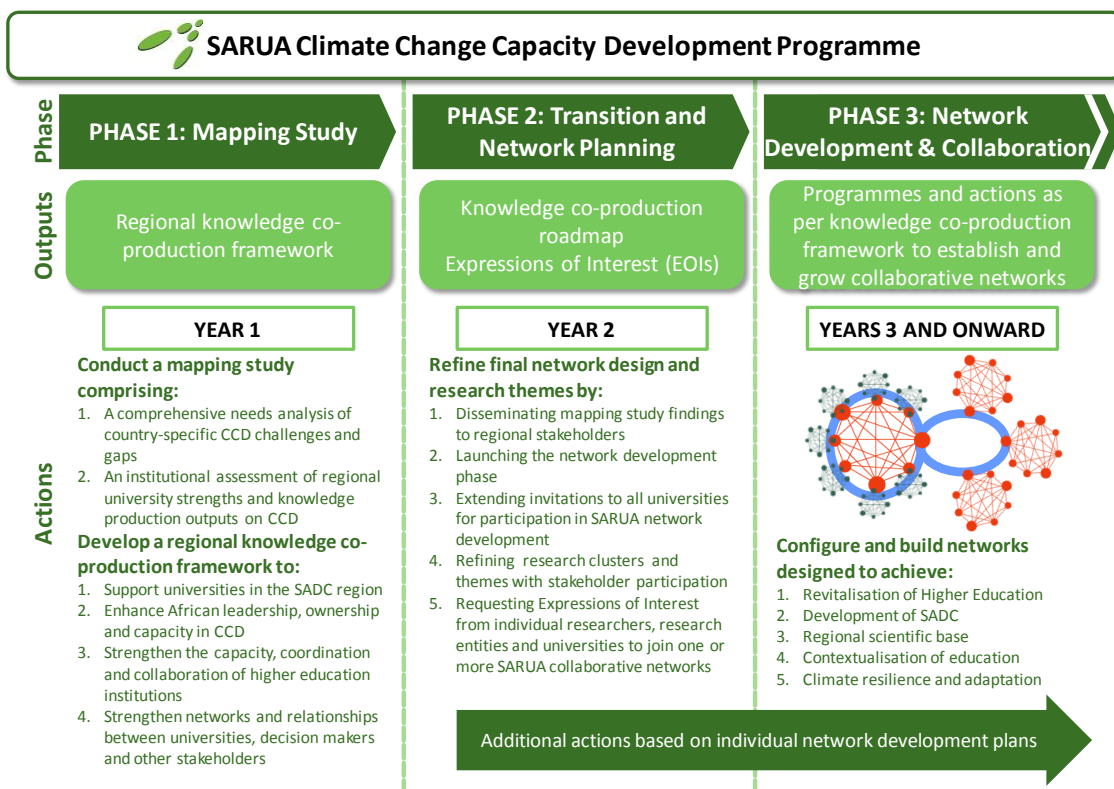 SARUA Climate Change Capacity Development Programme
Phase
PHASE 1: Mapping Study
PHASE 2: Transition and
Network Planning
PHASE 3: Network
Development & Collaboration
Outputs
Regional knowledge co-
production framework
Knowledge co-production
roadmap
Expressions of Interest (EOIs)
Programmes and actions as
per knowledge co-production
framework to establish and
grow collaborative networks
Actions
YEAR 1
Conduct a mapping study
comprising:
1. A comprehensive needs analysis of
country-specific CCD challenges and
gaps
2. An institutional assessment of regional
university strengths and knowledge
production outputs on CCD
Develop a regional knowledge co-
production framework to:
1. Support universities in the SADC region
2. Enhance African leadership, ownership
and capacity in CCD
3. Strengthen the capacity, coordination
and collaboration of higher education
institutions
4. Strengthen networks and relationships
between universities, decision makers
and other stakeholders
YEAR 2
Refine final network design and
research themes by:
1. Disseminating mapping study findings
to regional stakeholders
2. Launching the network development
phase
3. Extending invitations to all universities
for participation in SARUA network
development
4. Refining research clusters and
themes with stakeholder participation
5. Requesting Expressions of Interest
from individual researchers, research
entities and universities to join one or
more SARUA collaborative networks
YEARS 3 AND ONWARD
Configure and build networks
designed to achieve:
1. Revitalisation of Higher Education
2. Development of SADC
3. Regional scientific base
4. Contextualisation of education
5. Climate resilience and adaptation
Additional actions based on individual network development plans